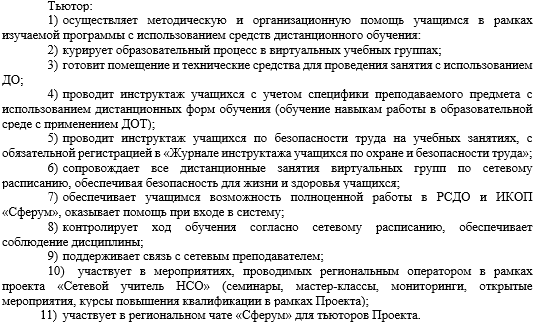 Тьютор:
1) осуществляет методическую и организационную помощь учащимся в рамках
изучаемой программы с использованием средств дистанционного обучения:
2) курирует образовательный процесс в виртуальных учебных группах;
3) готовит помещение и технические средства для проведения занятия с использованием
ДО;
4) проводит инструктаж учащихся с учетом специфики преподаваемого предмета с
использованием дистанционных форм обучения (обучение навыкам работы в образовательной
среде с применением ДОТ);
5) проводит инструктаж учащихся по безопасности труда на учебных занятиях, с
обязательной регистрацией в «Журнале инструктажа учащихся по охране и безопасности труда»;
6) сопровождает все дистанционные занятия виртуальных групп по сетевому
расписанию, обеспечивая безопасность для жизни и здоровья учащихся;
7) обеспечивает учащимся возможность полноценной работы в РСДО и ИКОП
«Сферум», оказывает помощь при входе в систему;
8) контролирует ход обучения согласно сетевому расписанию, обеспечивает
соблюдение дисциплины;
9) поддерживает связь с сетевым преподавателем;
10) участвует в мероприятиях, проводимых региональным оператором в рамках
проекта «Сетевой учитель НСО» (семинары, мастер-классы, мониторинги, открытые
мероприятия, курсы повышения квалификации в рамках Проекта);
11) участвует в региональном чате «Сферум» для тьюторов Проекта.